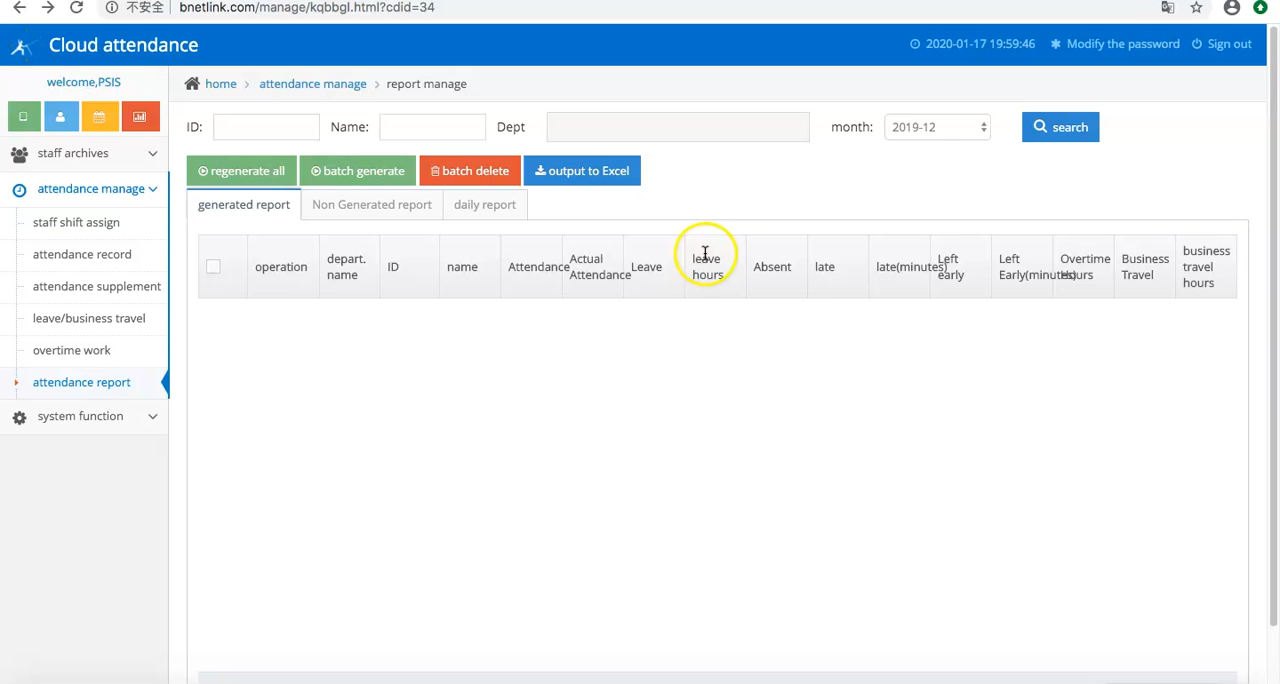 不安全 bnetlink.com/manage/kqbbgl.html?cdid=34
Cloud attendance
2020-01-17 19:59:46 Modify the password Sign out
welcome,PSIS
home > attendance manage > report manage
ID: Name: Dept month: 2019-12 search
staff archives
attendance manage
staff shift assign
attendance record
attendance supplement
leave/business travel
overtime work
attendance report
system function
regenerate all batch generate batch delete output to Excel
generated report Non Generated report daily report
operation
depart.
name
ID
name
Attendance
Actual
Attendance
Leave
leave
hours
Absent
late
late(minutes)
Left
early
Left
Early(minutes)
Overtime
Hours
Business
Travel
business
travel
hours